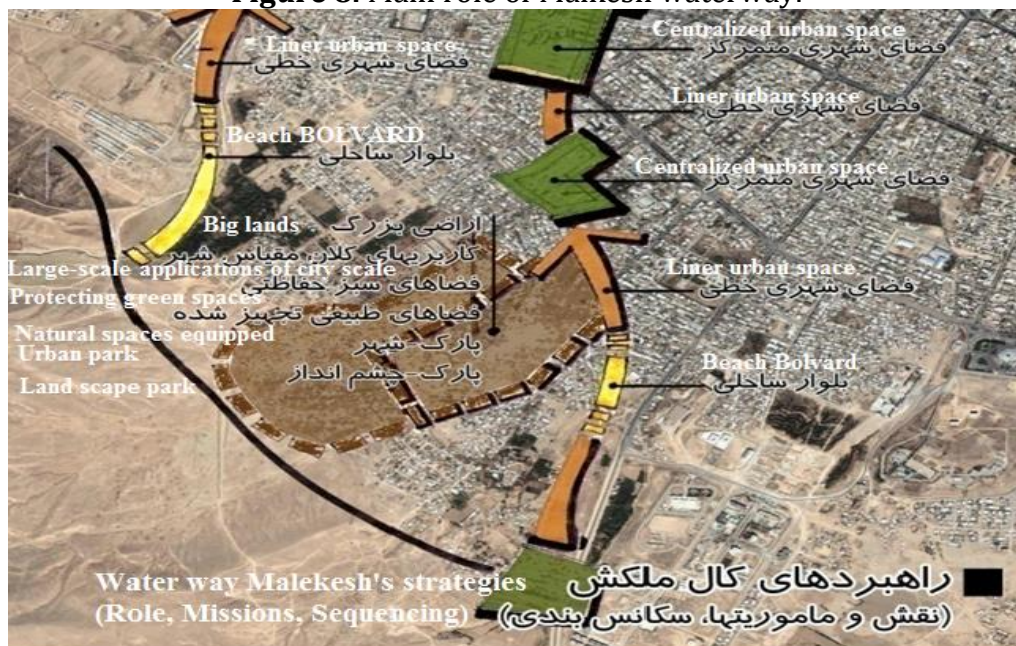 Figure 8. Main role of Malkesh waterway.
Centralized urban space
فضای شهری متمرکز
Liner urban space
فضای شهری خطی
Liner urban space
فضای شهری خطی
Beach BOLVARD
بلوار ساحلی
Centralized urban space
فضای شهری متمرکز
Big lands
اراضی بزرگ
کاربریهای کلان مقیاس شهر
Large-scale applications of city scale
فضاهای سبز حفاظتی
Protecting green spaces
فضاهای طبیعی تجهیز شده
Natural spaces equipped
پارک-شهر
Urban park
پارک-چشم انداز
Land scape park
Liner urban space
فضای شهری خطی
Beach Bolvard
بلوار ساحلی
Water way Malekesh's strategies
(Role, Missions, Sequencing)
راهبردهای کال ملکش
(نقش و ماموریتها، سکانس بندی)